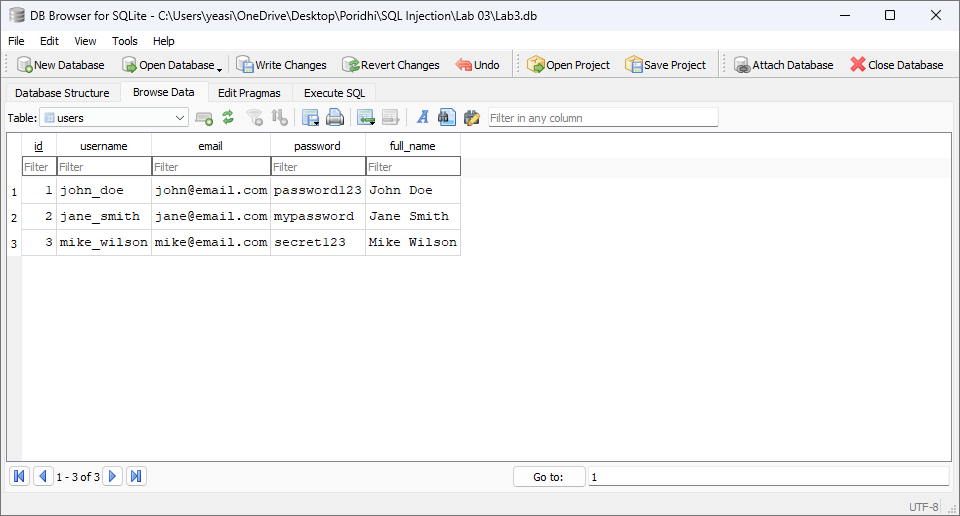 DB Browser for SQLite - C:\Users\yeasi\OneDrive\Desktop\Poridhi\SQL Injection\Lab 03\Lab3.db
File Edit View Tools Help
New Database Open Database Write Changes Revert Changes Undo Open Project Save Project Attach Database Close Database
Database Structure Browse Data Edit Pragmas Execute SQL
Table: users Filter in any column
id username email password full_name
Filter Filter Filter Filter Filter
1 1 john_doe john@email.com password123 John Doe
2 2 jane_smith jane@email.com mypassword Jane Smith
3 3 mike_wilson mike@email.com secret123 Mike Wilson
1 - 3 of 3 Go to: 1
UTF-8